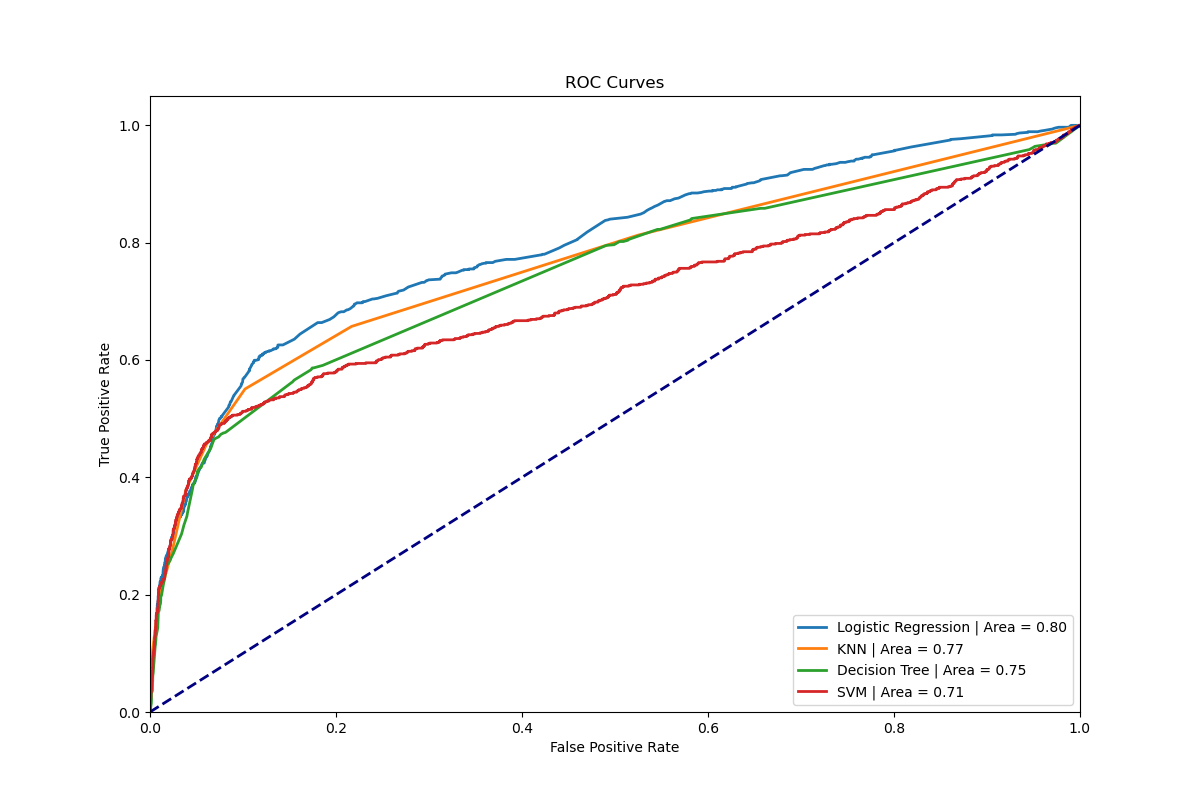 ROC Curves
True Positive Rate
1.0
0.8
0.6
0.4
0.2
0.0
0.0 0.2 0.4 0.6 0.8 1.0
False Positive Rate
Logistic Regression | Area = 0.80
KNN | Area = 0.77
Decision Tree | Area = 0.75
SVM | Area = 0.71